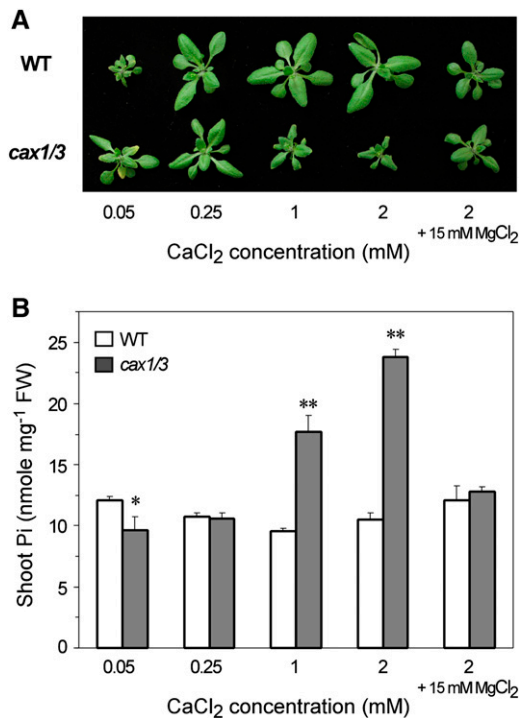 A
WT
cax1/3
0.05 0.25 1 2 2
+ 15 mM MgCl2
CaCl2 concentration (mM)
B
Shoot Pi (nmole mg-1 FW)
25
20
15
10
5
0
WT
cax1/3
*
**
**
0.05 0.25 1 2 2
+ 15 mM MgCl2
CaCl2 concentration (mM)